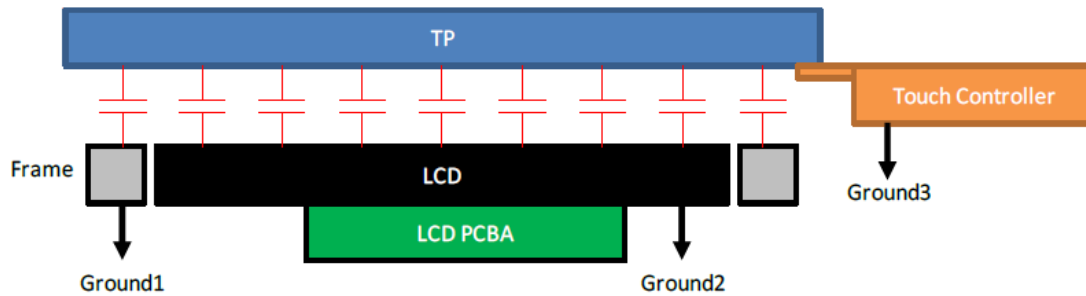 TP
Touch Controller
Frame
LCD
Ground3
LCD PCBA
Ground1
Ground2